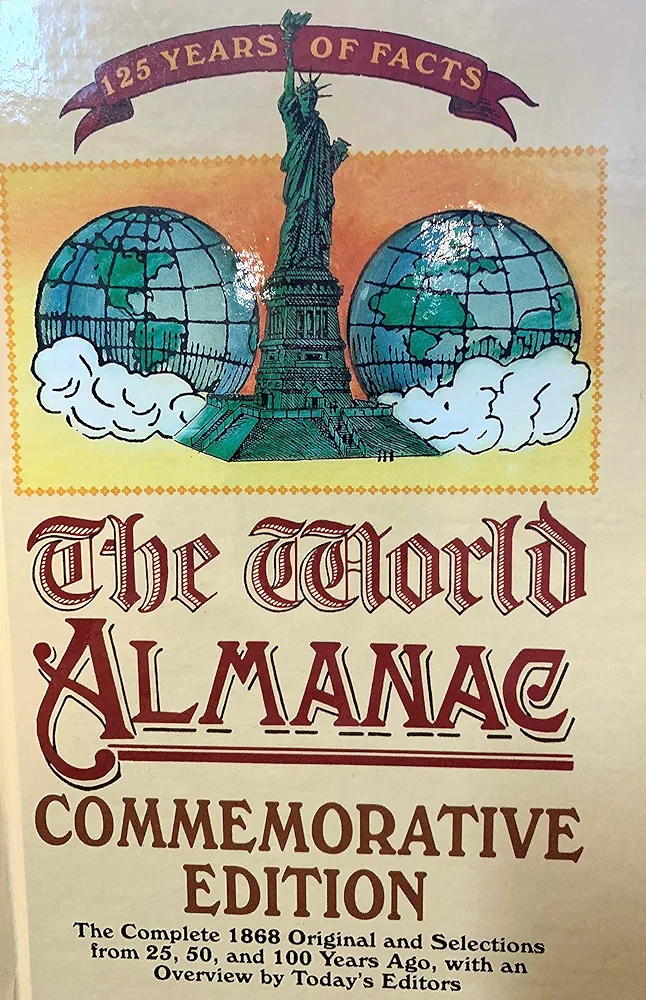 125 YEARS OF FACTS
The World
ALMANAC
COMMEMORATIVE
EDITION
The Complete 1868 Original and Selections
from 25, 50, and 100 Years Ago, with an
Overview by Today's Editors